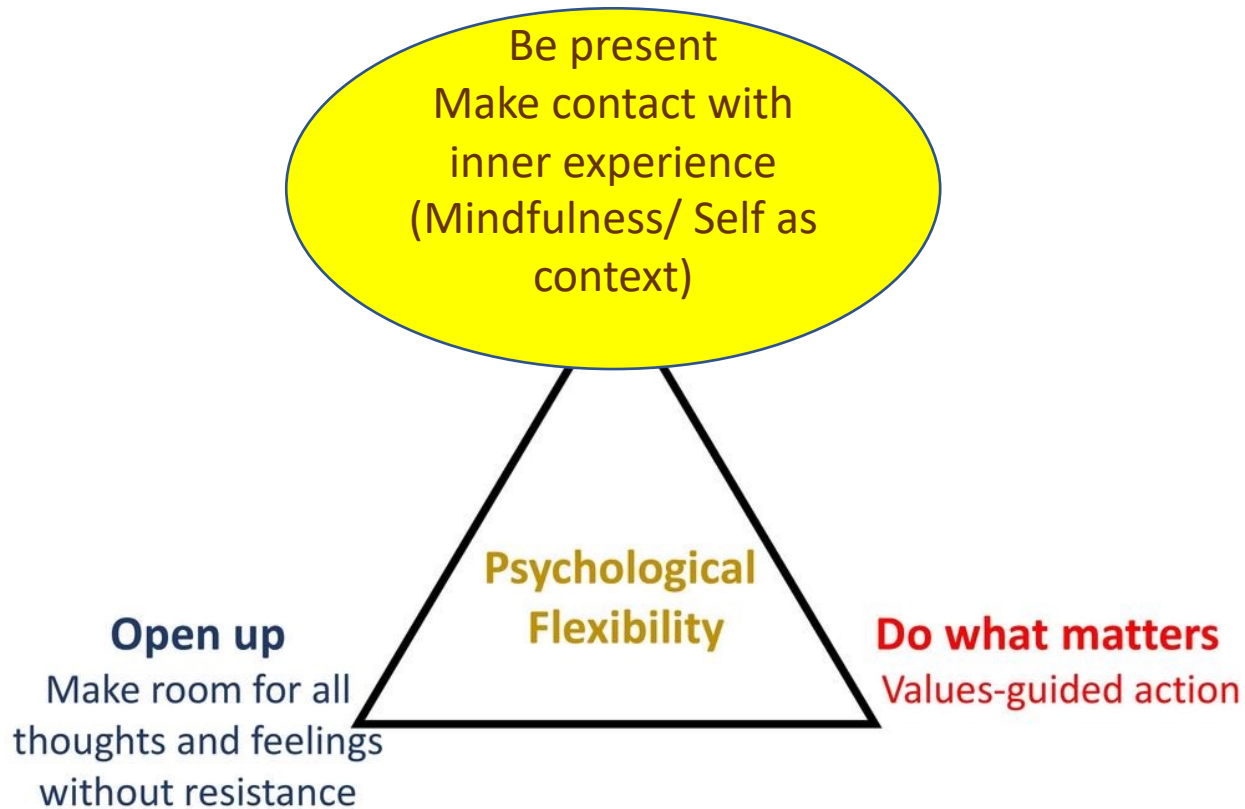 Be present
Make contact with
inner experience
(Mindfulness/ Self as
context)
Psychological
Flexibility
Open up
Make room for all
thoughts and feelings
without resistance
Do what matters
Values-guided action